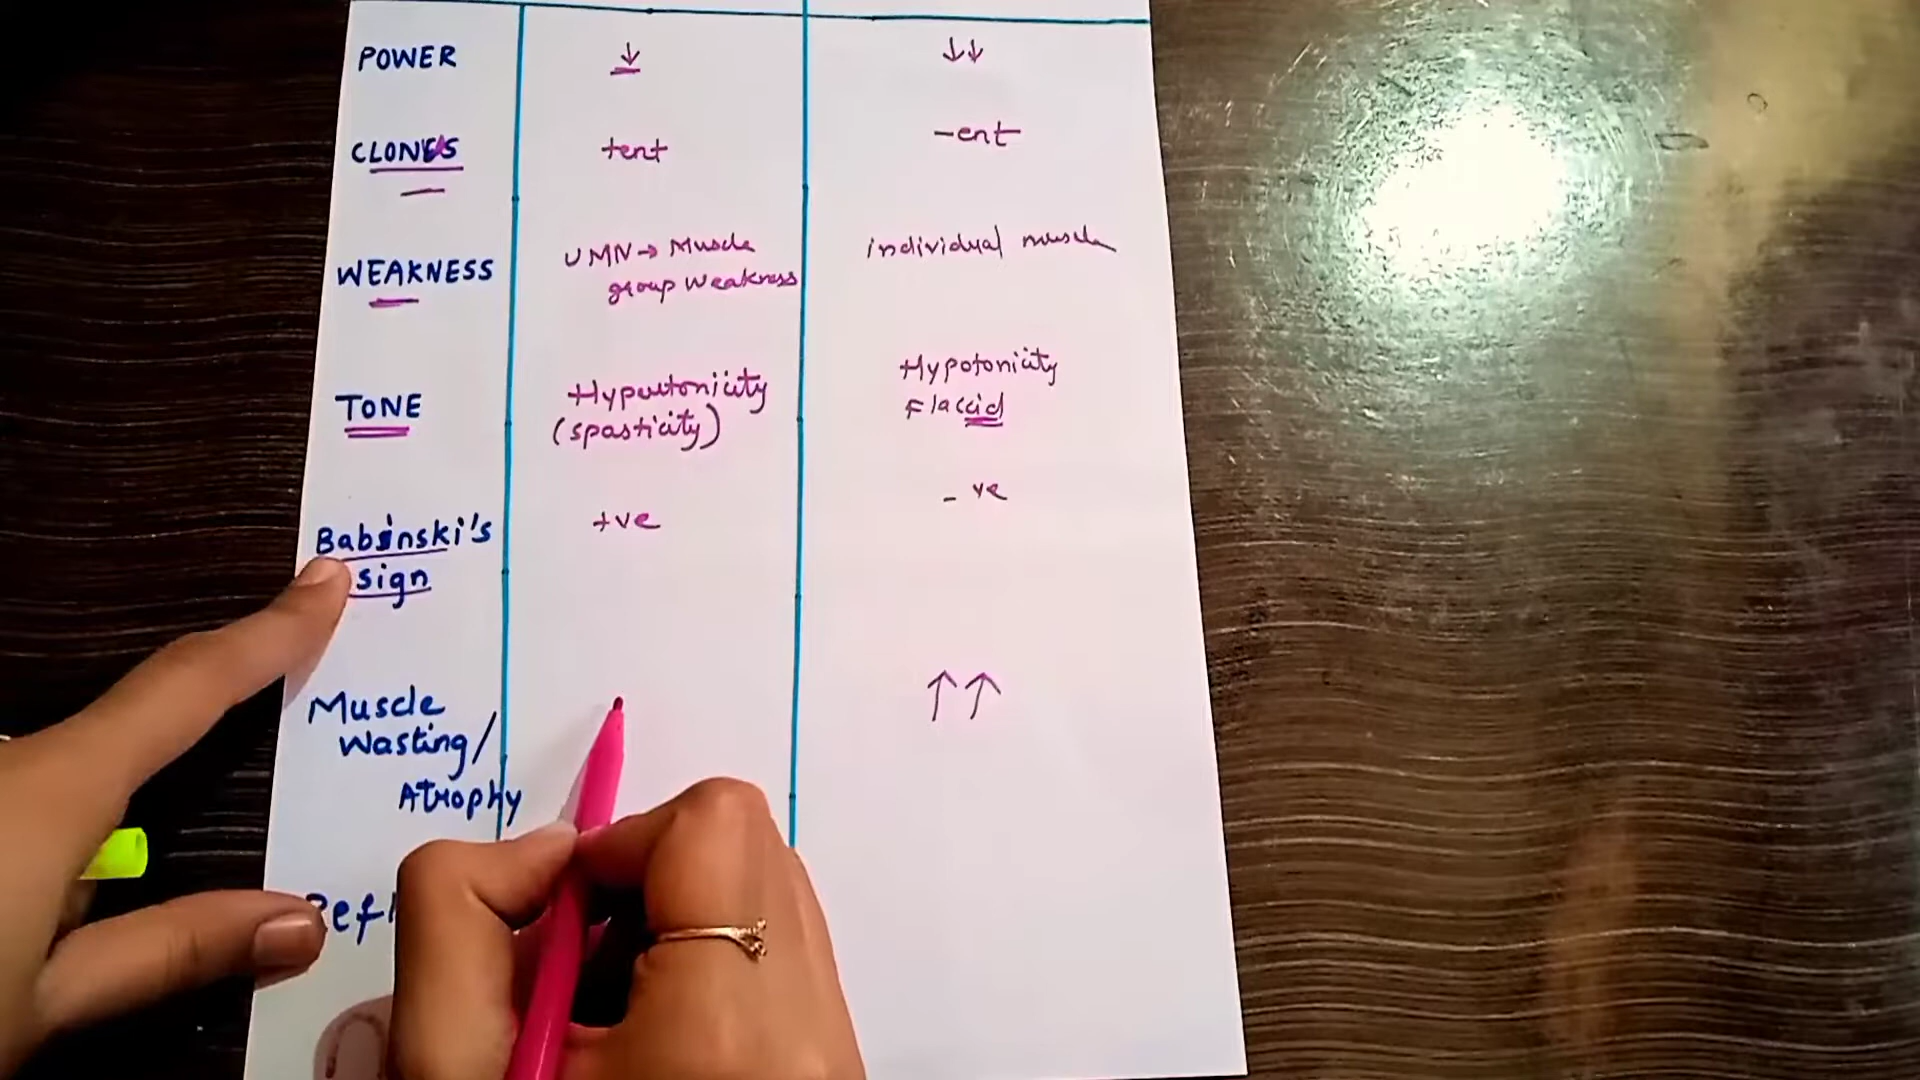 POWER ↓ ↓↓
CLONUS +ent -ent
WEAKNESS UMN→ Muscle individual muscle
group weakness
TONE Hypertonicity Hypotonicity
(spasticity) Flaccid
Babinski's +ve -ve
sign
Muscle ↑↑
Wasting/
Atrophy
Refl